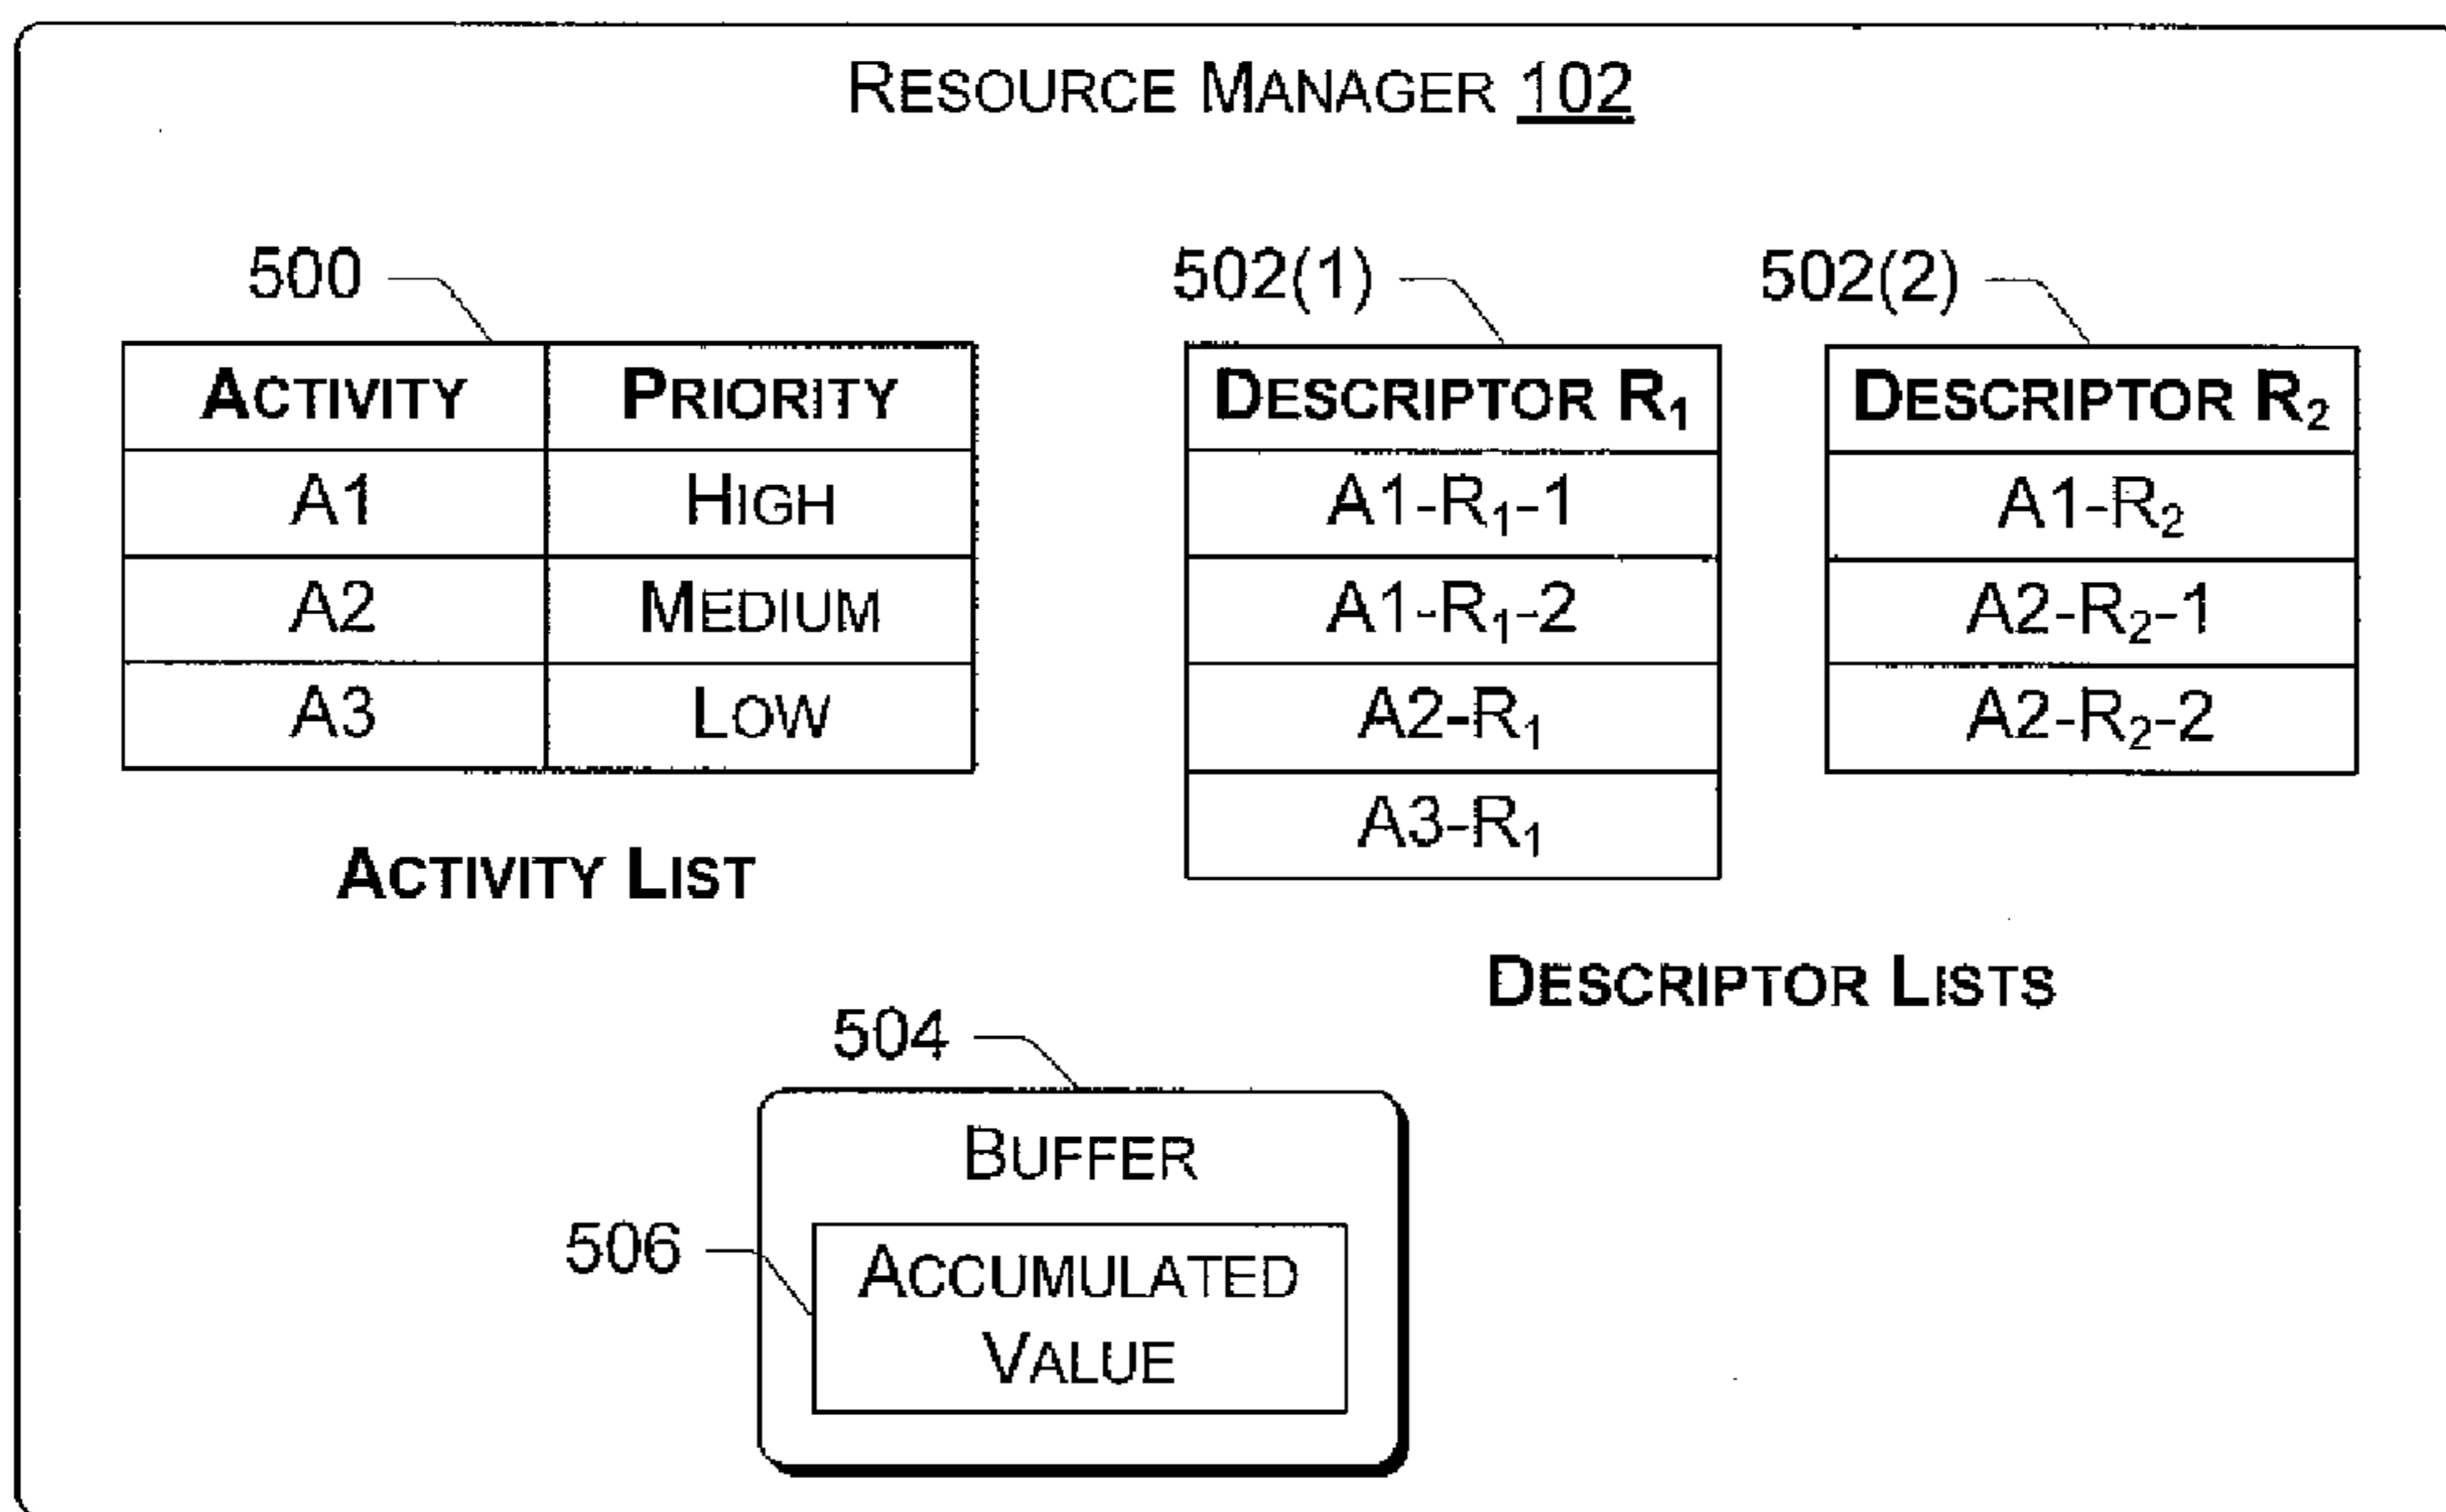 RESOURCE MANAGER 102
500
502(1)
502(2)
ACTIVITY PRIORITY
A1 HIGH
A2 MEDIUM
A3 LOW
ACTIVITY LIST
DESCRIPTOR R₁
A1-R₁-1
A1-R₁-2
A2-R₁
A3-R₁
DESCRIPTOR R₂
A1-R₂
A2-R₂-1
A2-R₂-2
DESCRIPTOR LISTS
504
BUFFER
506
ACCUMULATED
VALUE